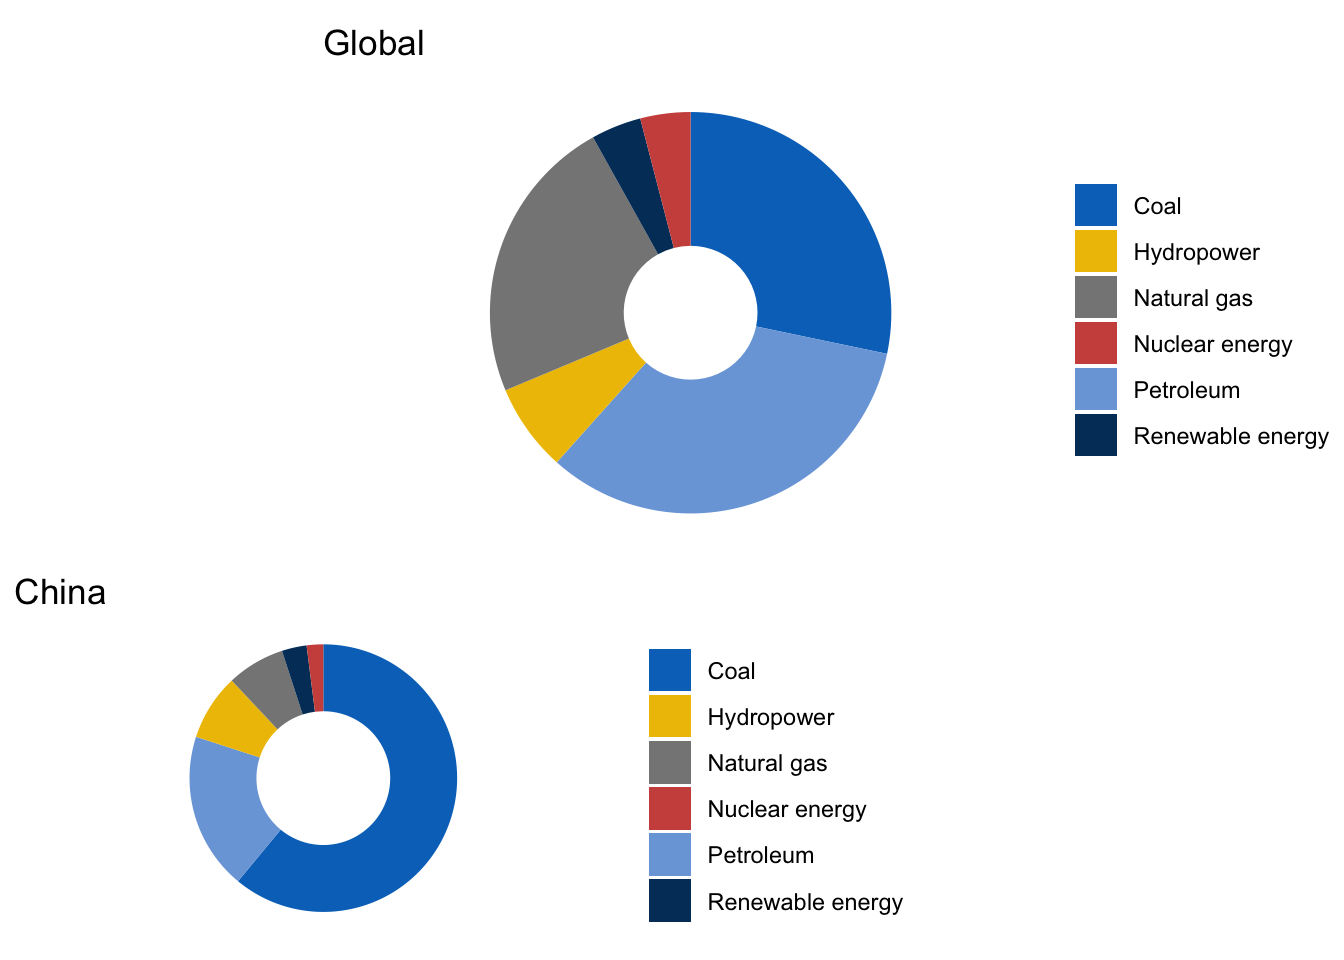 Global
Coal
Hydropower
Natural gas
Nuclear energy
Petroleum
Renewable energy
China
Coal
Hydropower
Natural gas
Nuclear energy
Petroleum
Renewable energy